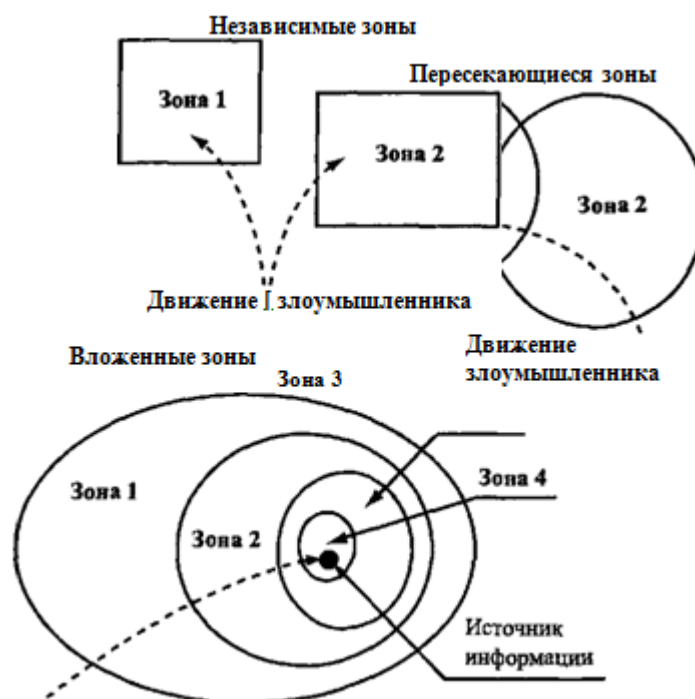 Независимые зоны
Пересекающиеся зоны
Зона 1
Зона 2
Зона 2
Движение злоумышленника
Движение
злоумышленника
Вложенные зоны
Зона 3
Зона 1
Зона 4
Зона 2
Источник
информации